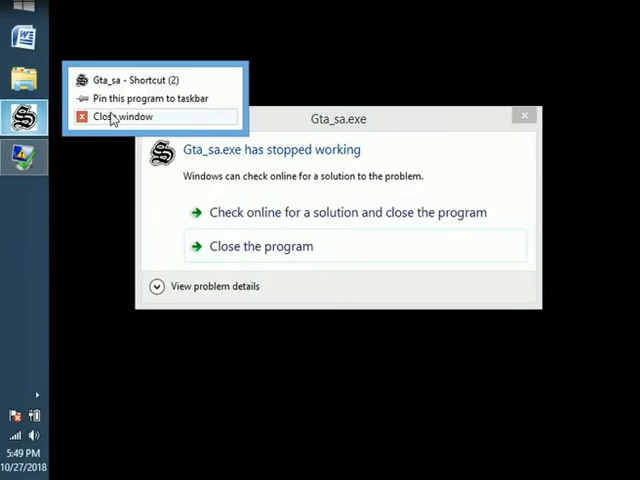 Gta_sa - Shortcut (2)
Pin this program to taskbar
Close window
Gta_sa.exe
Gta_sa.exe has stopped working
Windows can check online for a solution to the problem.
Check online for a solution and close the program
Close the program
View problem details
5:49 PM
10/27/2018